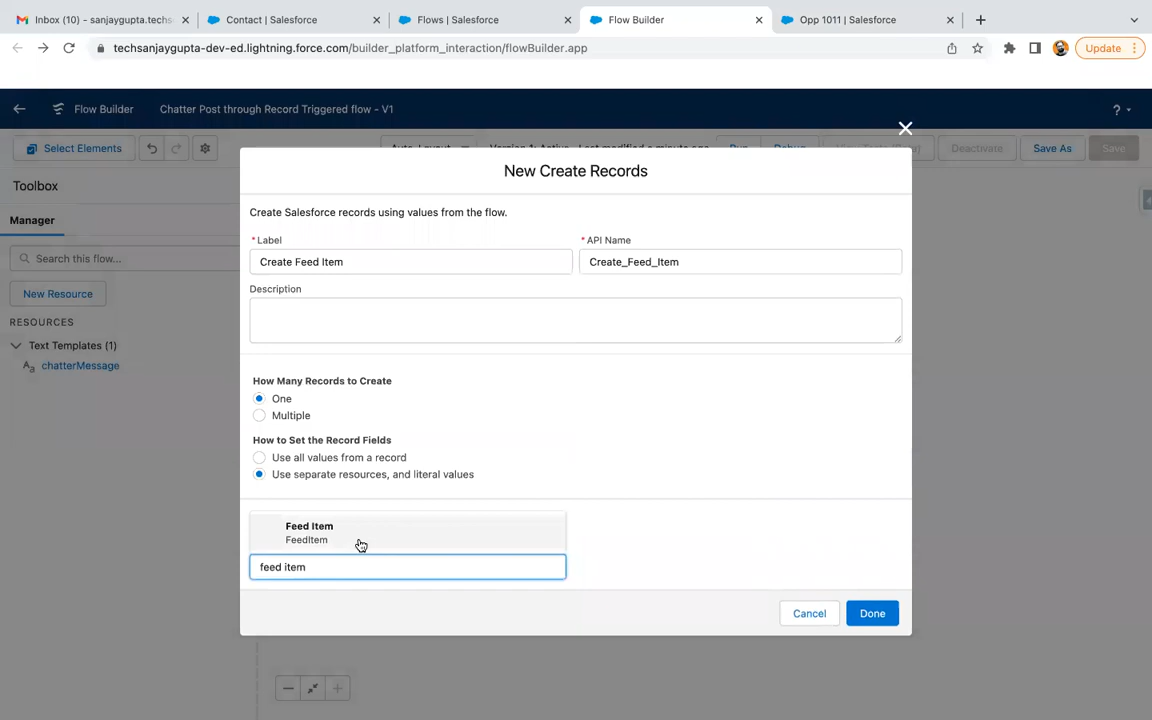 Inbox (10) - sanjaygupta.techs
Contact | Salesforce
Flows | Salesforce
Flow Builder
Opp 1011 | Salesforce
techsanjaygupta-dev-ed.lightning.force.com/builder_platform_interaction/flowBuilder.app
Update
Flow Builder
Chatter Post through Record Triggered flow - V1
?
Select Elements
Auto-Layout
Version 1: Active - Last modified a minute ago
Run
Debug
Deactivate
Save As
Save
Toolbox
Manager
Search this flow...
New Resource
RESOURCES
Text Templates (1)
chatterMessage
New Create Records
Create Salesforce records using values from the flow.
* Label
* API Name
Create Feed Item
Create_Feed_Item
Description
How Many Records to Create
One
Multiple
How to Set the Record Fields
Use all values from a record
Use separate resources, and literal values
Feed Item
FeedItem
feed item
Cancel
Done